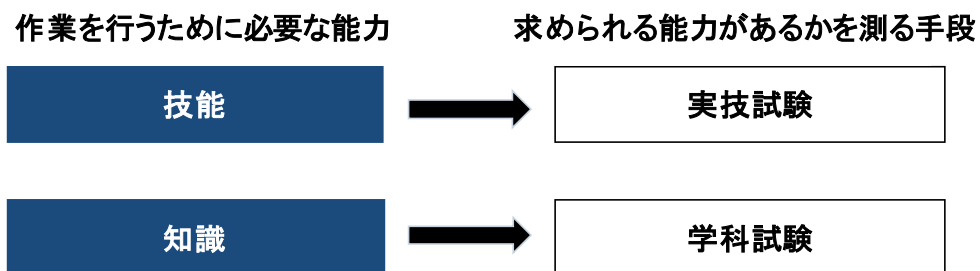 作業を行うために必要な能力
求められる能力があるかを測る手段
技能
実技試験
知識
学科試験